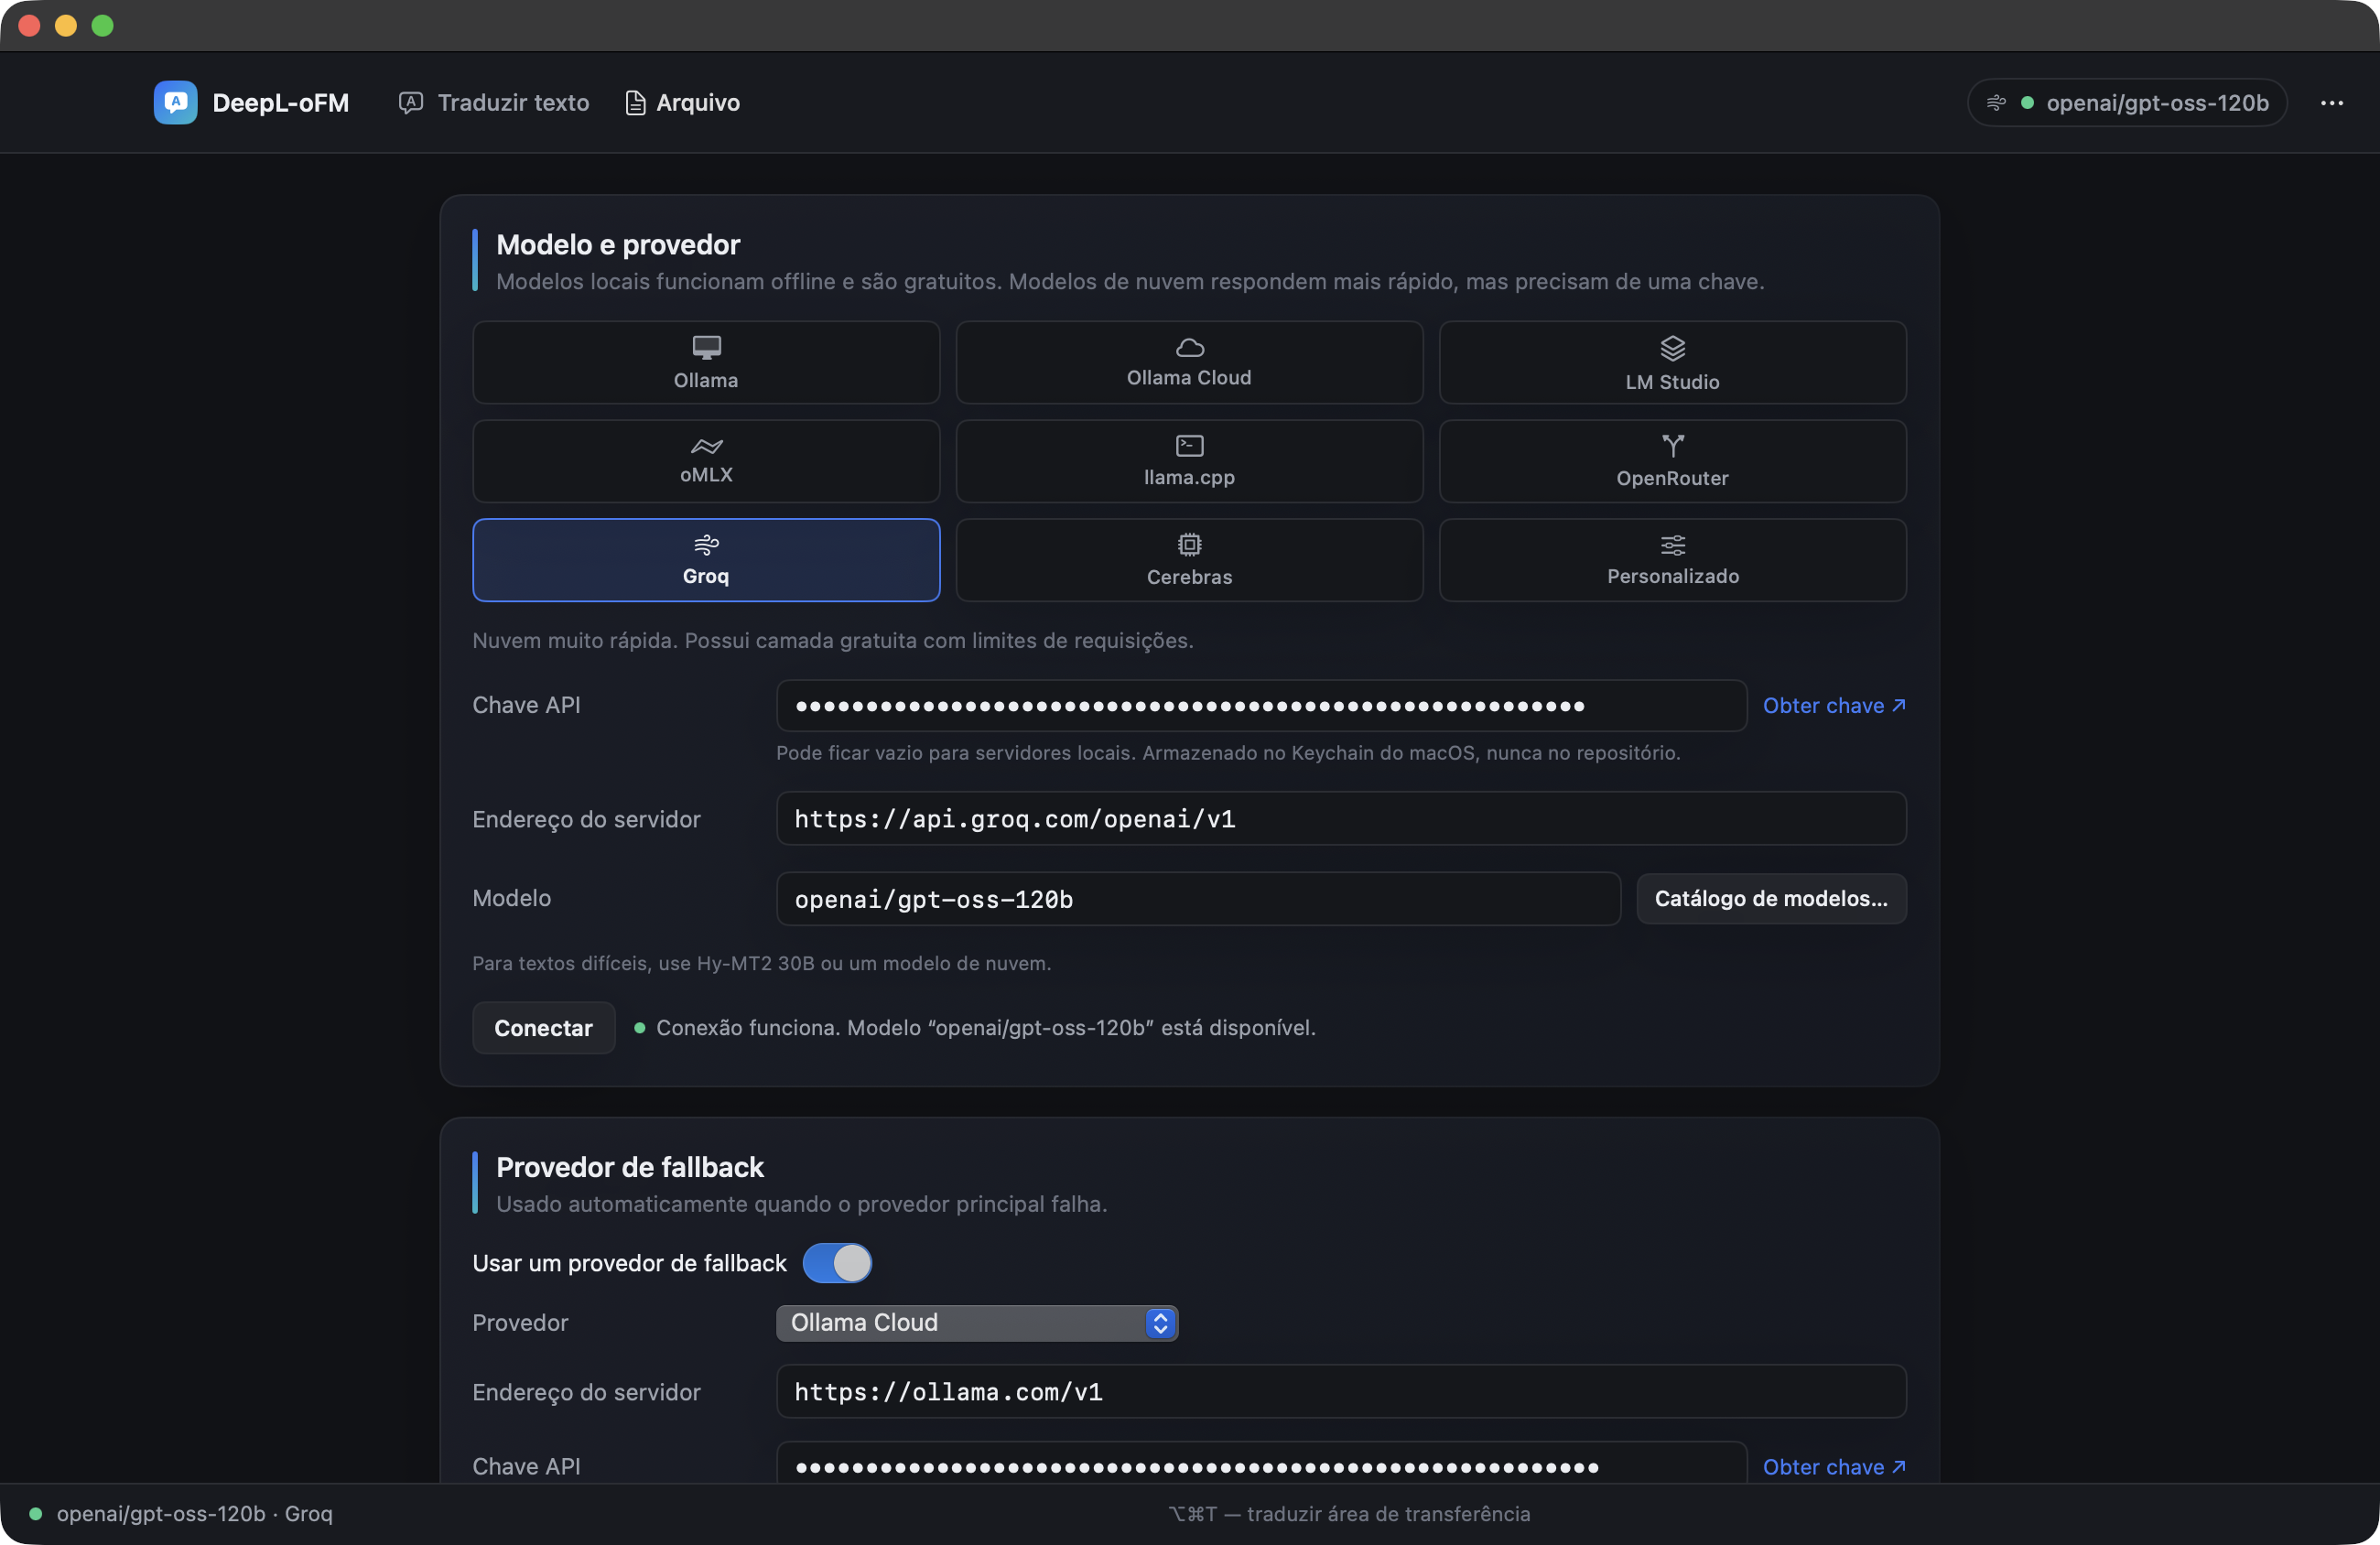 DeepL-oFM
Traduzir texto
Arquivo
openai/gpt-oss-120b
Modelo e provedor
Modelos locais funcionam offline e são gratuitos. Modelos de nuvem respondem mais rápido, mas precisam de uma chave.
Ollama
Ollama Cloud
LM Studio
oMLX
llama.cpp
OpenRouter
Groq
Cerebras
Personalizado
Nuvem muito rápida. Possui camada gratuita com limites de requisições.
Chave API
Obter chave ↗
Pode ficar vazio para servidores locais. Armazenado no Keychain do macOS, nunca no repositório.
Endereço do servidor
https://api.groq.com/openai/v1
Modelo
openai/gpt-oss-120b
Catálogo de modelos...
Para textos difíceis, use Hy-MT2 30B ou um modelo de nuvem.
Conectar
Conexão funciona. Modelo “openai/gpt-oss-120b” está disponível.
Provedor de fallback
Usado automaticamente quando o provedor principal falha.
Usar um provedor de fallback
Provedor
Ollama Cloud
Endereço do servidor
https://ollama.com/v1
Chave API
Obter chave ↗
openai/gpt-oss-120b · Groq
⌥⌘T — traduzir área de transferência